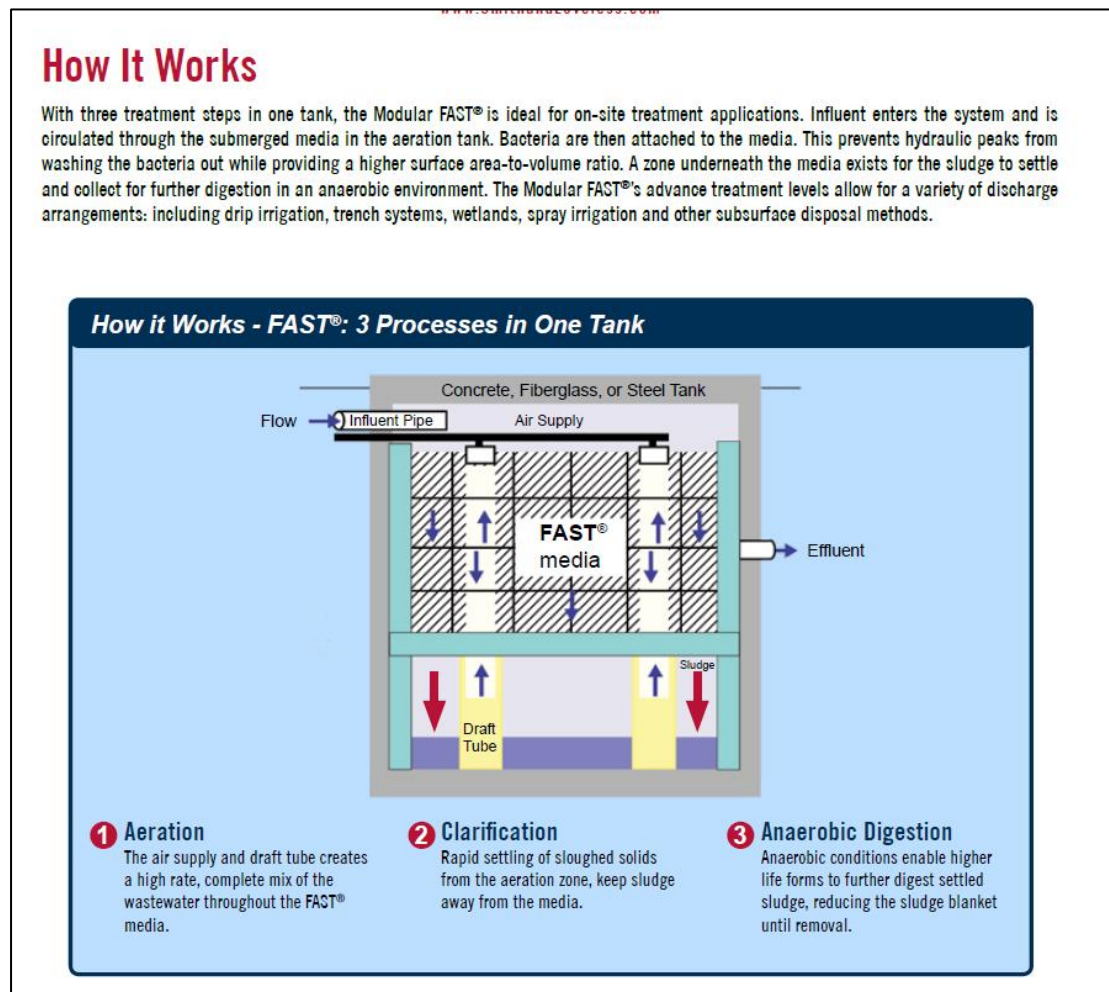 www.smithandloveless.com
How It Works
With three treatment steps in one tank, the Modular FAST® is ideal for on-site treatment applications. Influent enters the system and is
circulated through the submerged media in the aeration tank. Bacteria are then attached to the media. This prevents hydraulic peaks from
washing the bacteria out while providing a higher surface area-to-volume ratio. A zone underneath the media exists for the sludge to settle
and collect for further digestion in an anaerobic environment. The Modular FAST®'s advance treatment levels allow for a variety of discharge
arrangements: including drip irrigation, trench systems, wetlands, spray irrigation and other subsurface disposal methods.
How it Works - FAST®: 3 Processes in One Tank
Concrete, Fiberglass, or Steel Tank
Flow
Influent Pipe
Air Supply
FAST®
media
Effluent
Sludge
Draft
Tube
1 Aeration
The air supply and draft tube creates
a high rate, complete mix of the
wastewater throughout the FAST®
media.
2 Clarification
Rapid settling of sloughed solids
from the aeration zone, keep sludge
away from the media.
3 Anaerobic Digestion
Anaerobic conditions enable higher
life forms to further digest settled
sludge, reducing the sludge blanket
until removal.